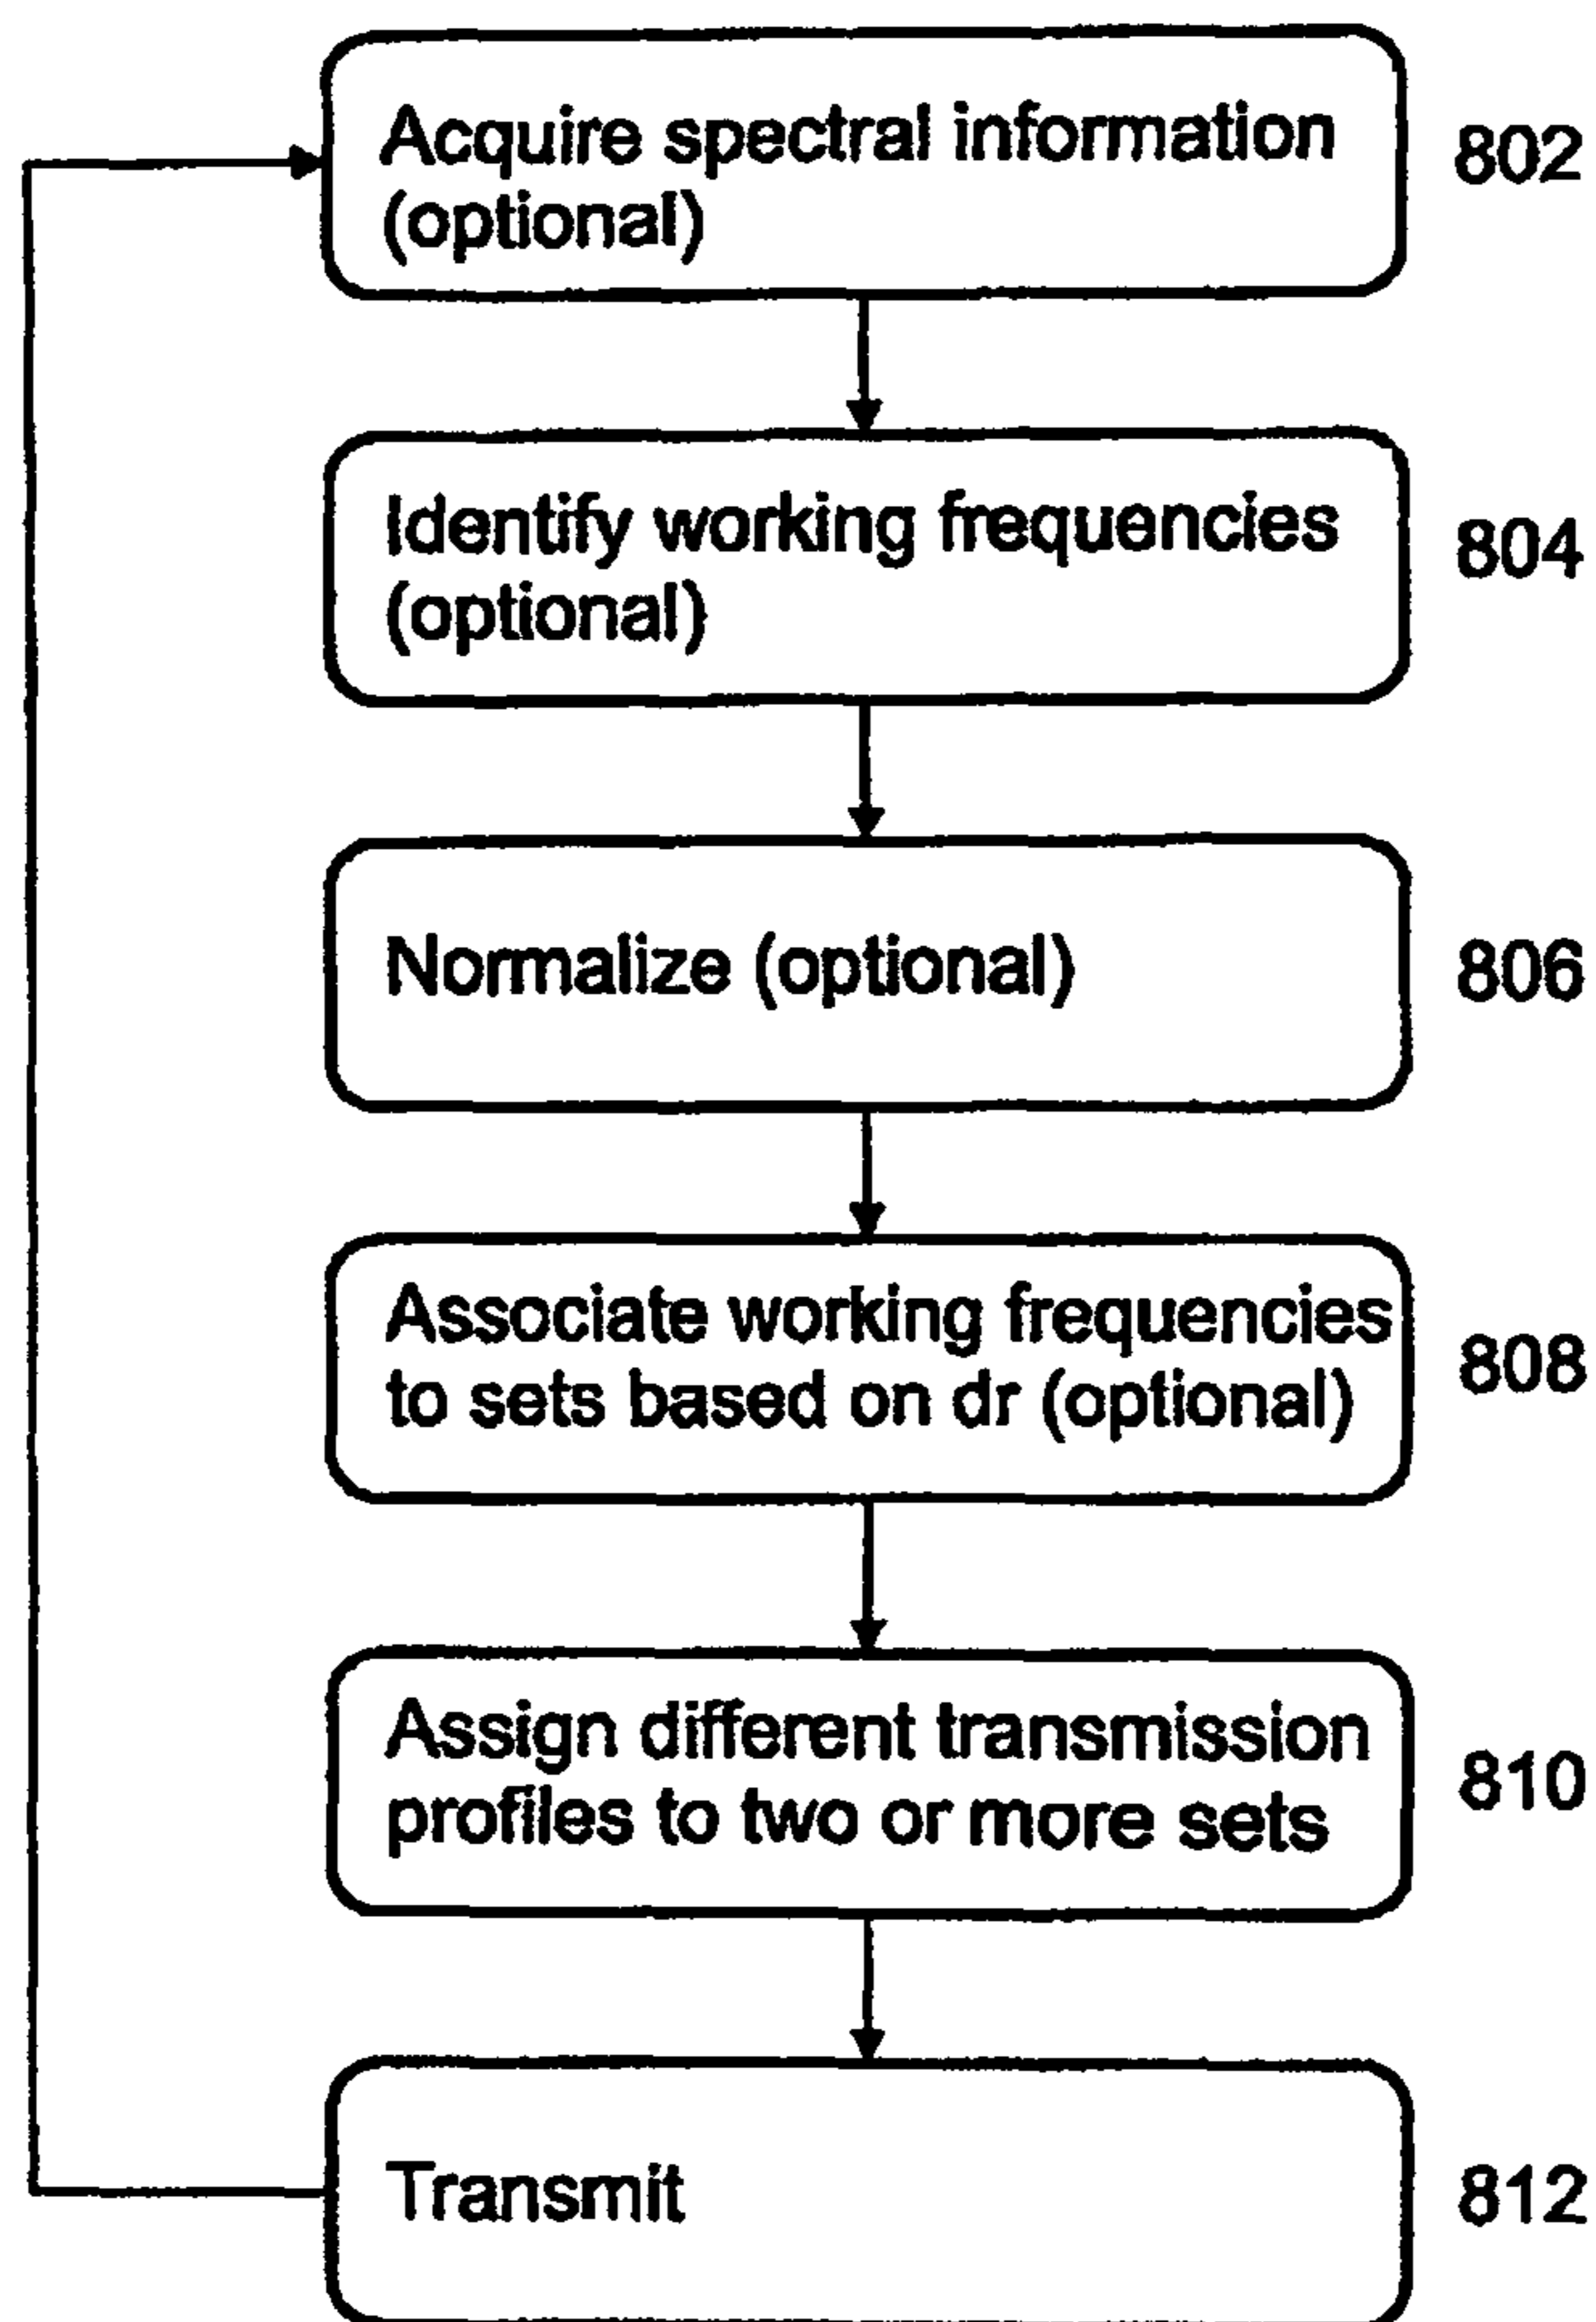 Acquire spectral information
(optional)
802
Identify working frequencies
(optional)
804
Normalize (optional)
806
Associate working frequencies
to sets based on dr (optional)
808
Assign different transmission
profiles to two or more sets
810
Transmit
812